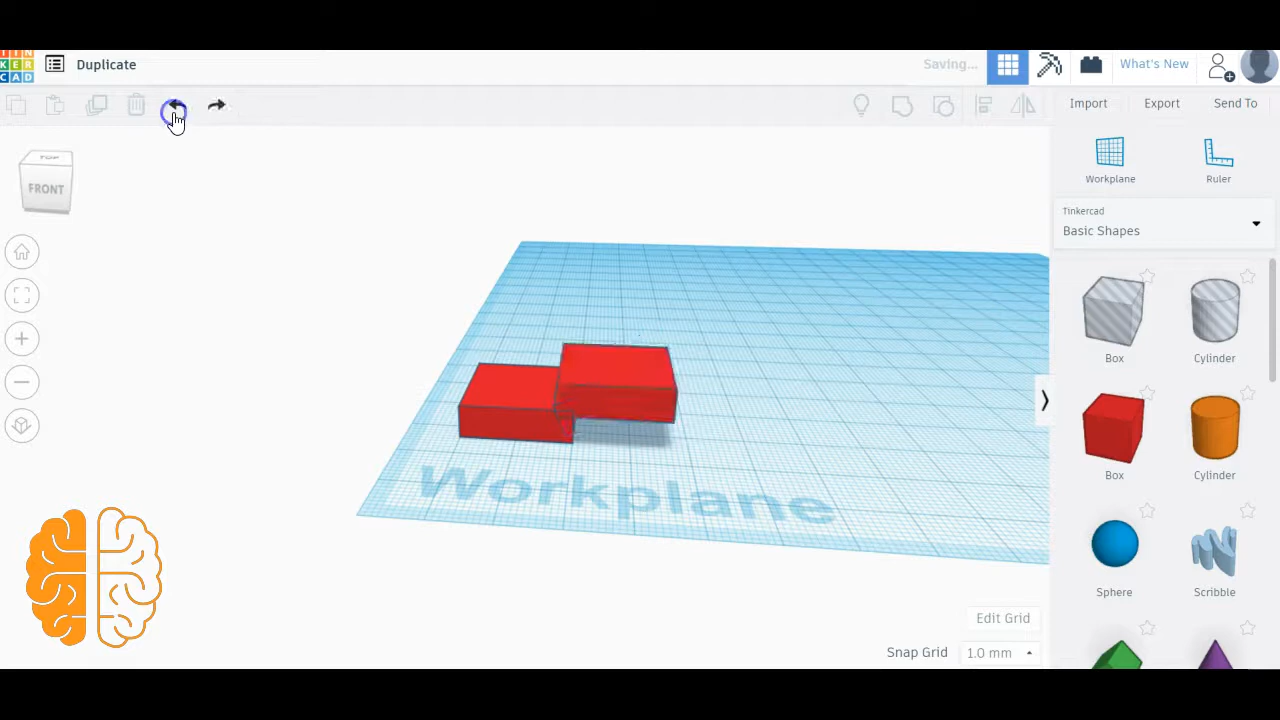 TIN
KER
CAD
Duplicate
Saving...
What's New
Import
Export
Send To
TOP
FRONT
Workplane
Ruler
Tinkercad
Basic Shapes
Box
Cylinder
Box
Cylinder
Sphere
Scribble
Workplane
Edit Grid
Snap Grid
1.0 mm